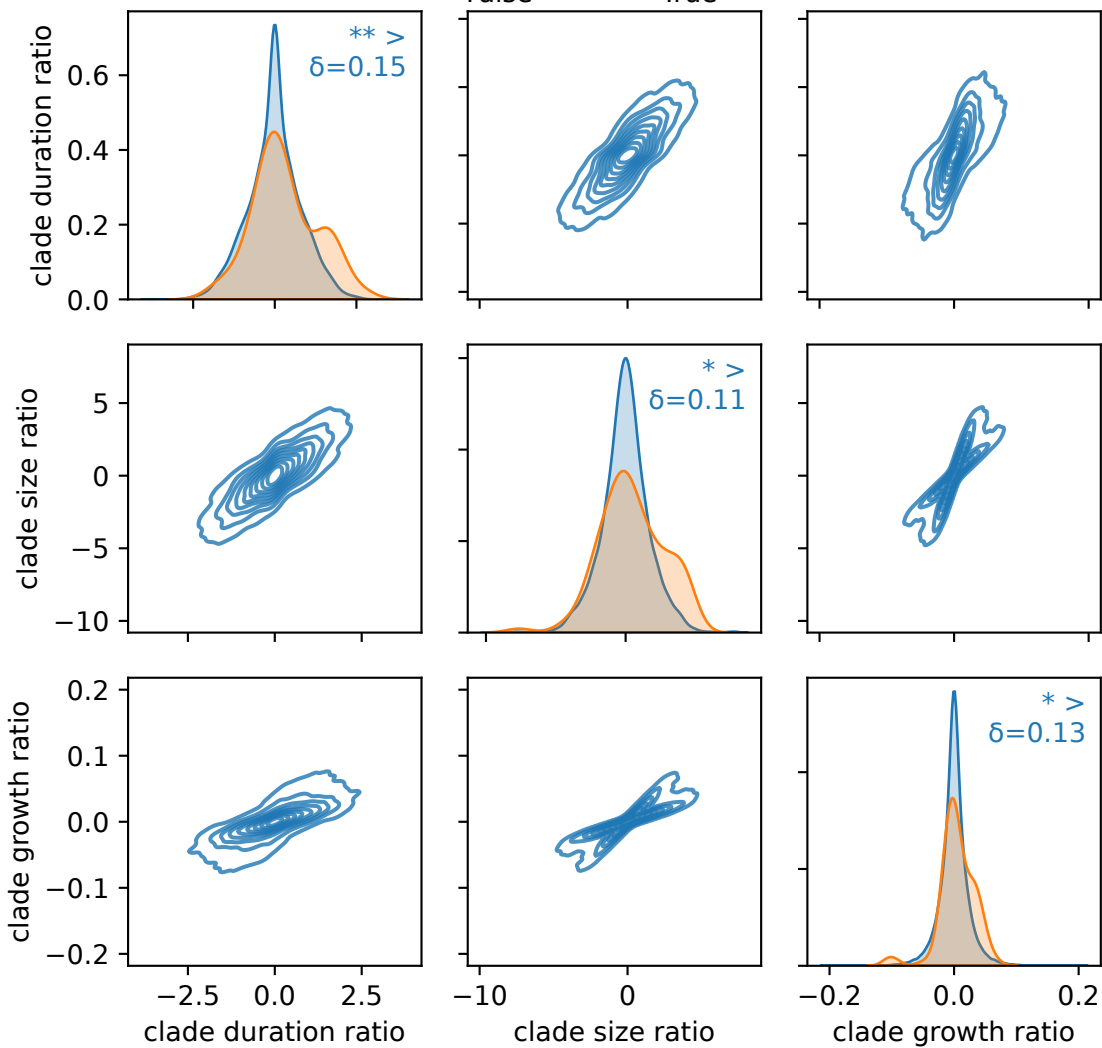 False True
clade duration ratio
0.6
0.4
0.2
0.0
** >
δ=0.15
clade size ratio
5
0
−5
−10
* >
δ=0.11
clade growth ratio
0.2
0.1
0.0
−0.1
−0.2
* >
δ=0.13
−2.5 0.0 2.5
−10 0
−0.2 0.0 0.2
clade duration ratio
clade size ratio
clade growth ratio